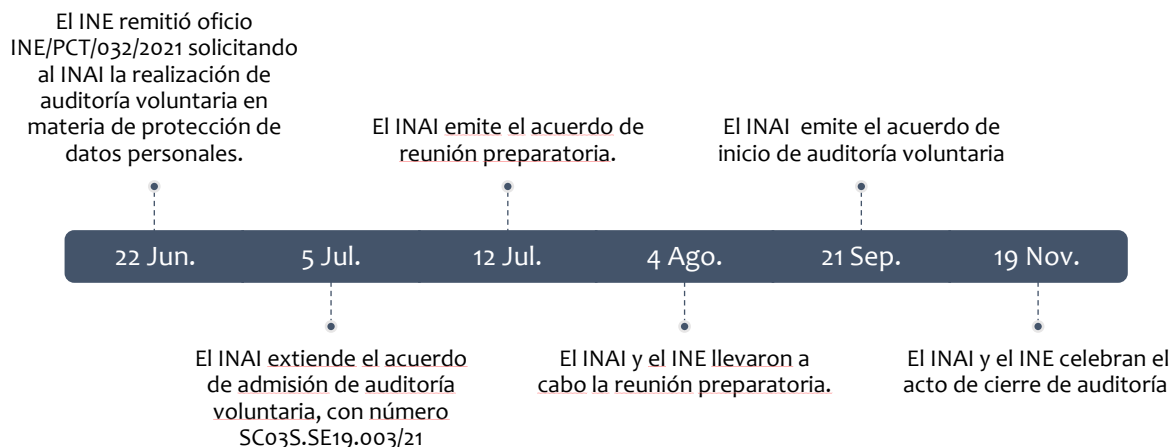 El INE remitió oficio
INE/PCT/032/2021 solicitando
al INAI la realización de
auditoría voluntaria en
materia de protección de
datos personales.
El INAI emite el acuerdo de
reunión preparatoria.
El INAI emite el acuerdo de
inicio de auditoría voluntaria
22 Jun.
5 Jul.
12 Jul.
4 Ago.
21 Sep.
19 Nov.
El INAI extiende el acuerdo
de admisión de auditoría
voluntaria, con número
SC03S.SE19.003/21
El INAI y el INE llevaron a
cabo la reunión preparatoria.
El INAI y el INE celebran el
acto de cierre de auditoría